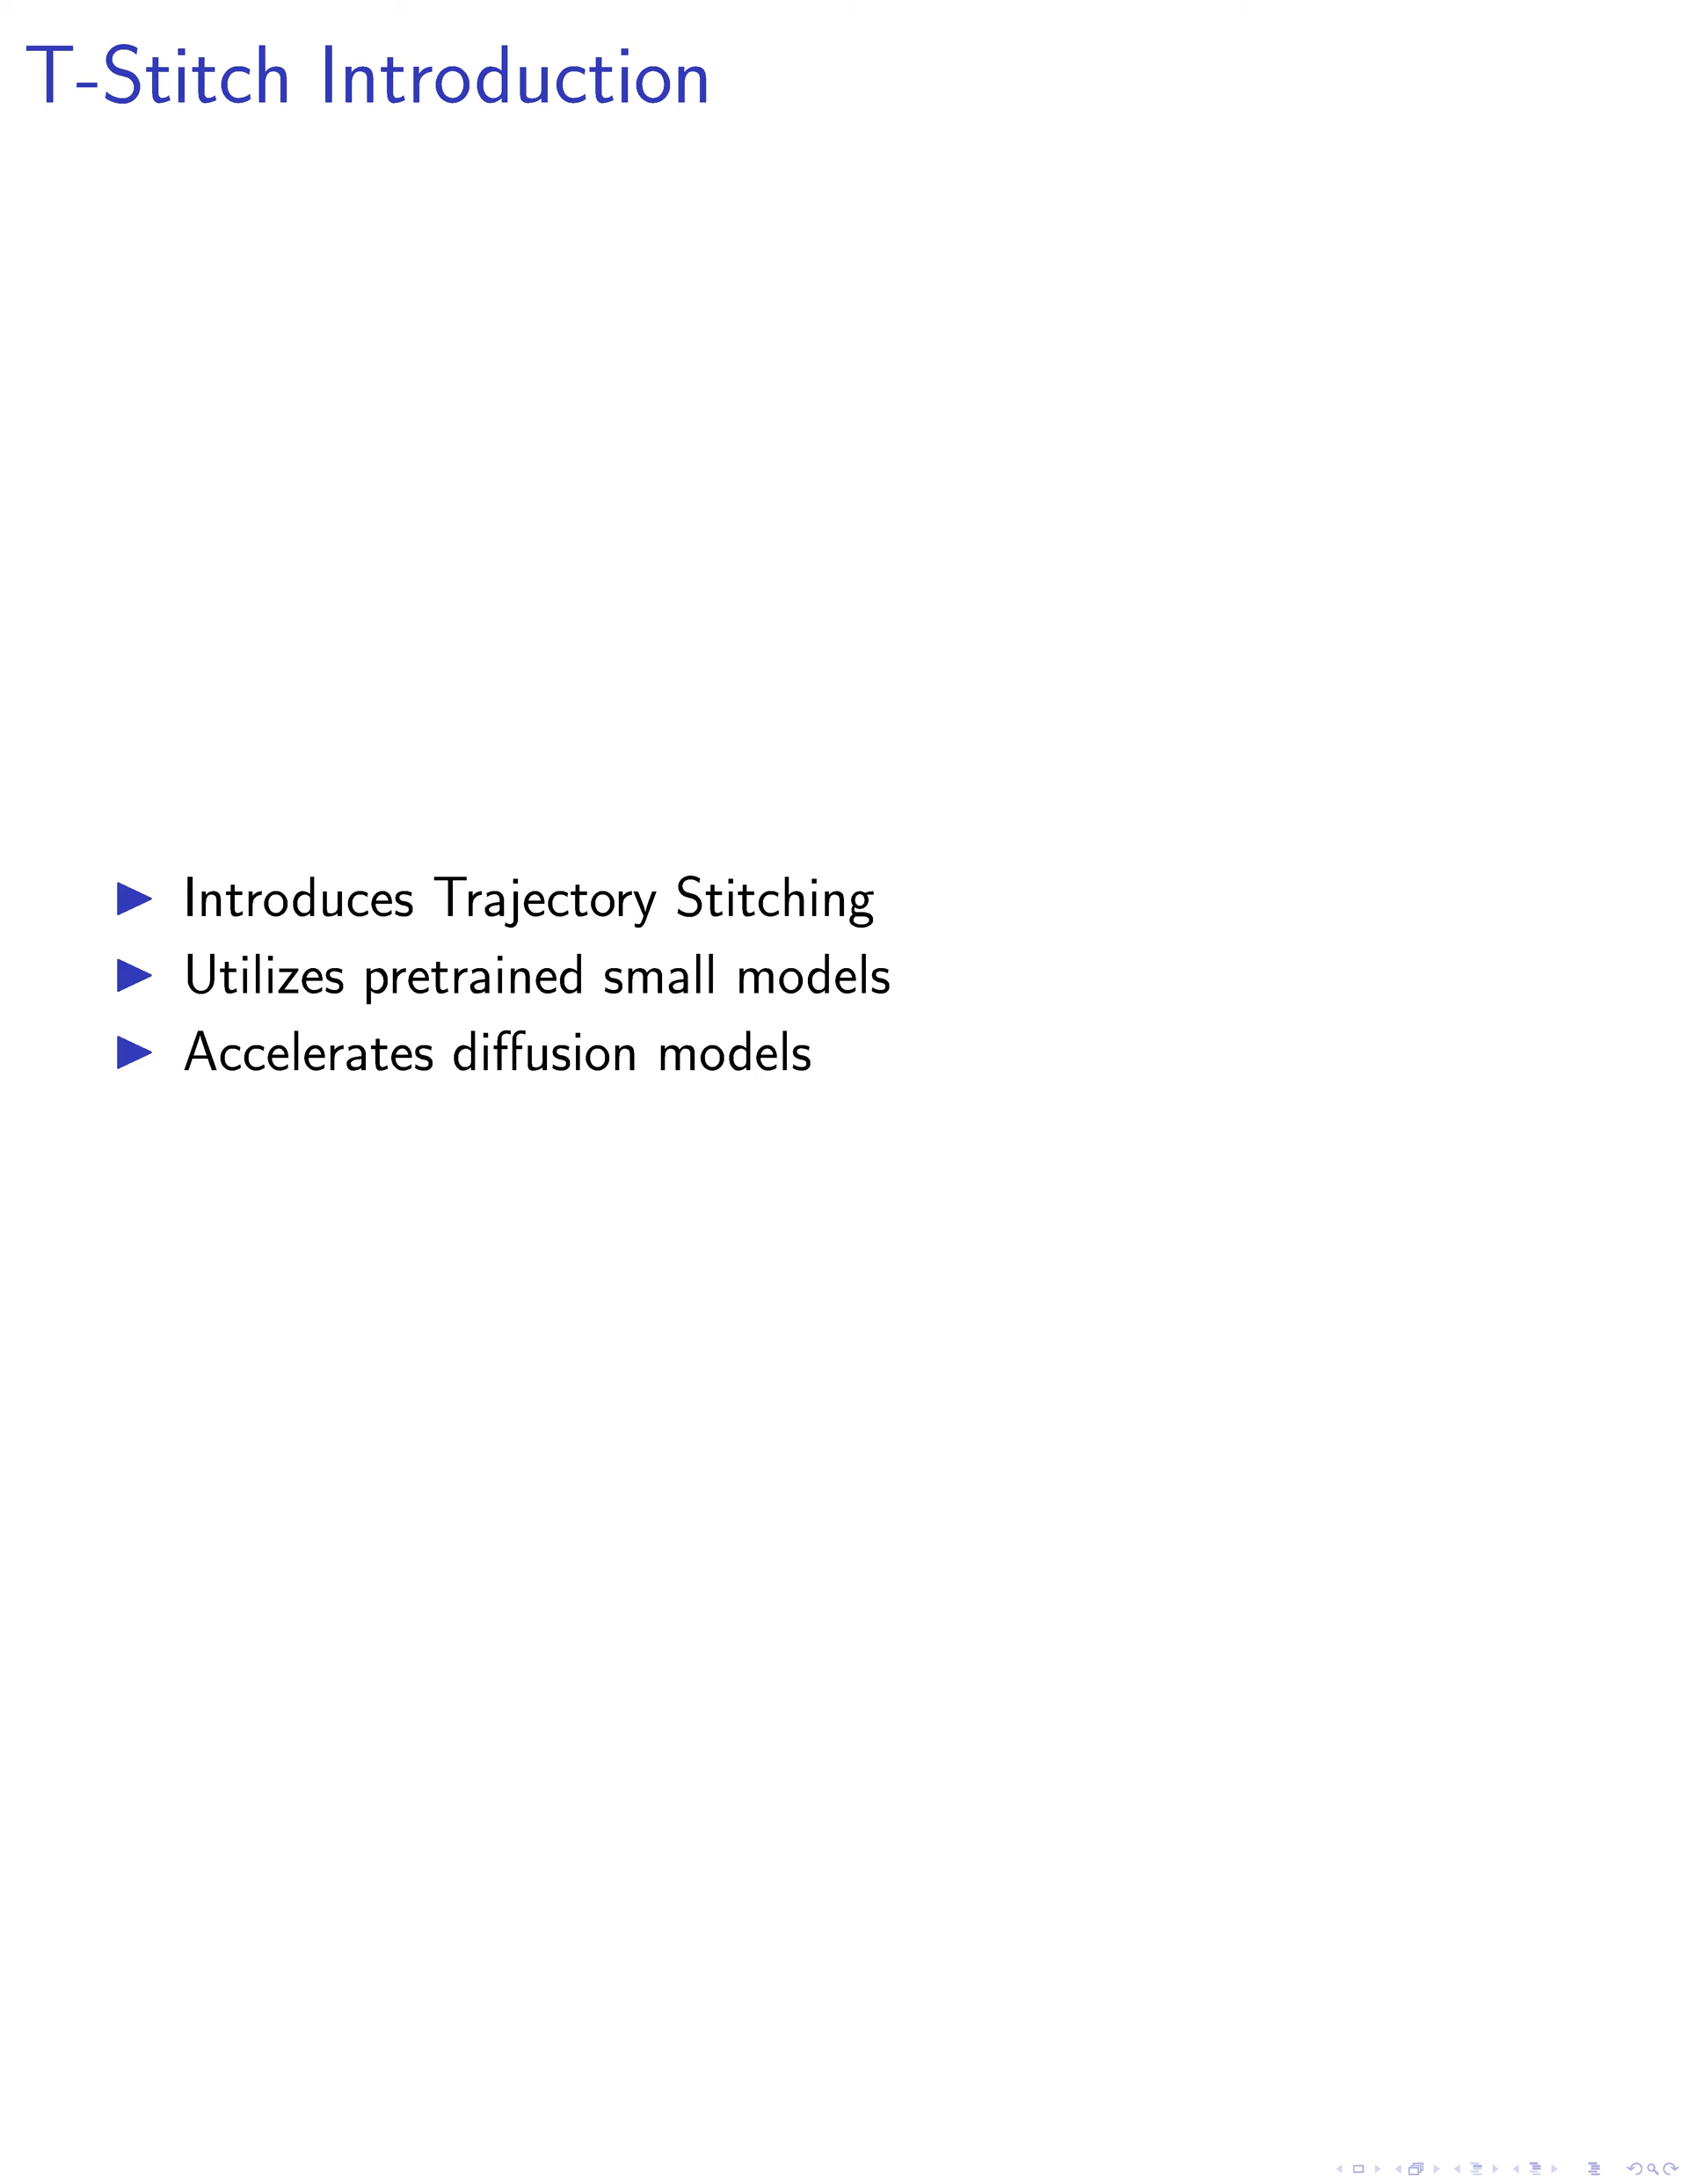 T-Stitch Introduction
Introduces Trajectory Stitching
Utilizes pretrained small models
Accelerates diffusion models